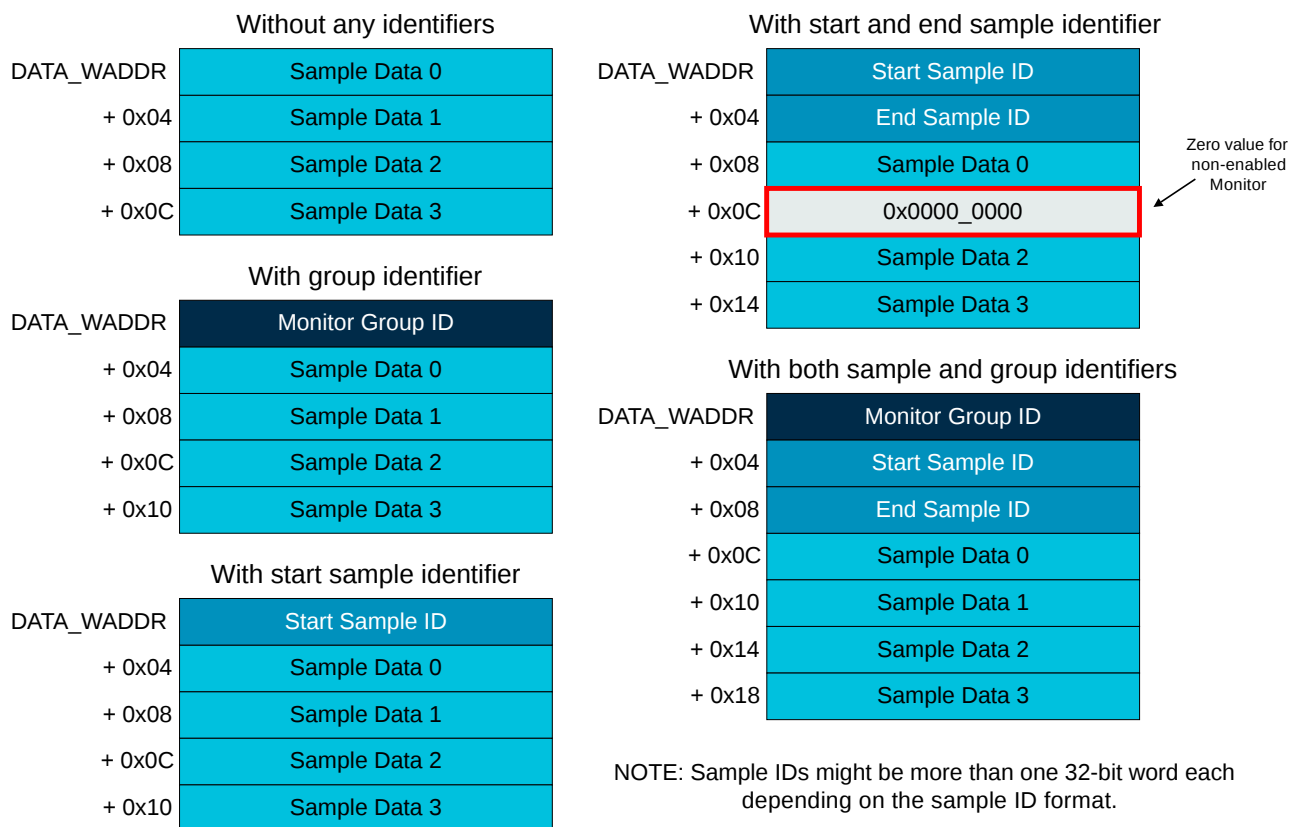 Without any identifiers
DATA_WADDR Sample Data 0
+ 0x04 Sample Data 1
+ 0x08 Sample Data 2
+ 0x0C Sample Data 3
With group identifier
DATA_WADDR Monitor Group ID
+ 0x04 Sample Data 0
+ 0x08 Sample Data 1
+ 0x0C Sample Data 2
+ 0x10 Sample Data 3
With start sample identifier
DATA_WADDR Start Sample ID
+ 0x04 Sample Data 0
+ 0x08 Sample Data 1
+ 0x0C Sample Data 2
+ 0x10 Sample Data 3
With start and end sample identifier
DATA_WADDR Start Sample ID
+ 0x04 End Sample ID
+ 0x08 Sample Data 0
+ 0x0C 0x0000_0000
+ 0x10 Sample Data 2
+ 0x14 Sample Data 3
Zero value for
non-enabled
Monitor
With both sample and group identifiers
DATA_WADDR Monitor Group ID
+ 0x04 Start Sample ID
+ 0x08 End Sample ID
+ 0x0C Sample Data 0
+ 0x10 Sample Data 1
+ 0x14 Sample Data 2
+ 0x18 Sample Data 3
NOTE: Sample IDs might be more than one 32-bit word each
depending on the sample ID format.